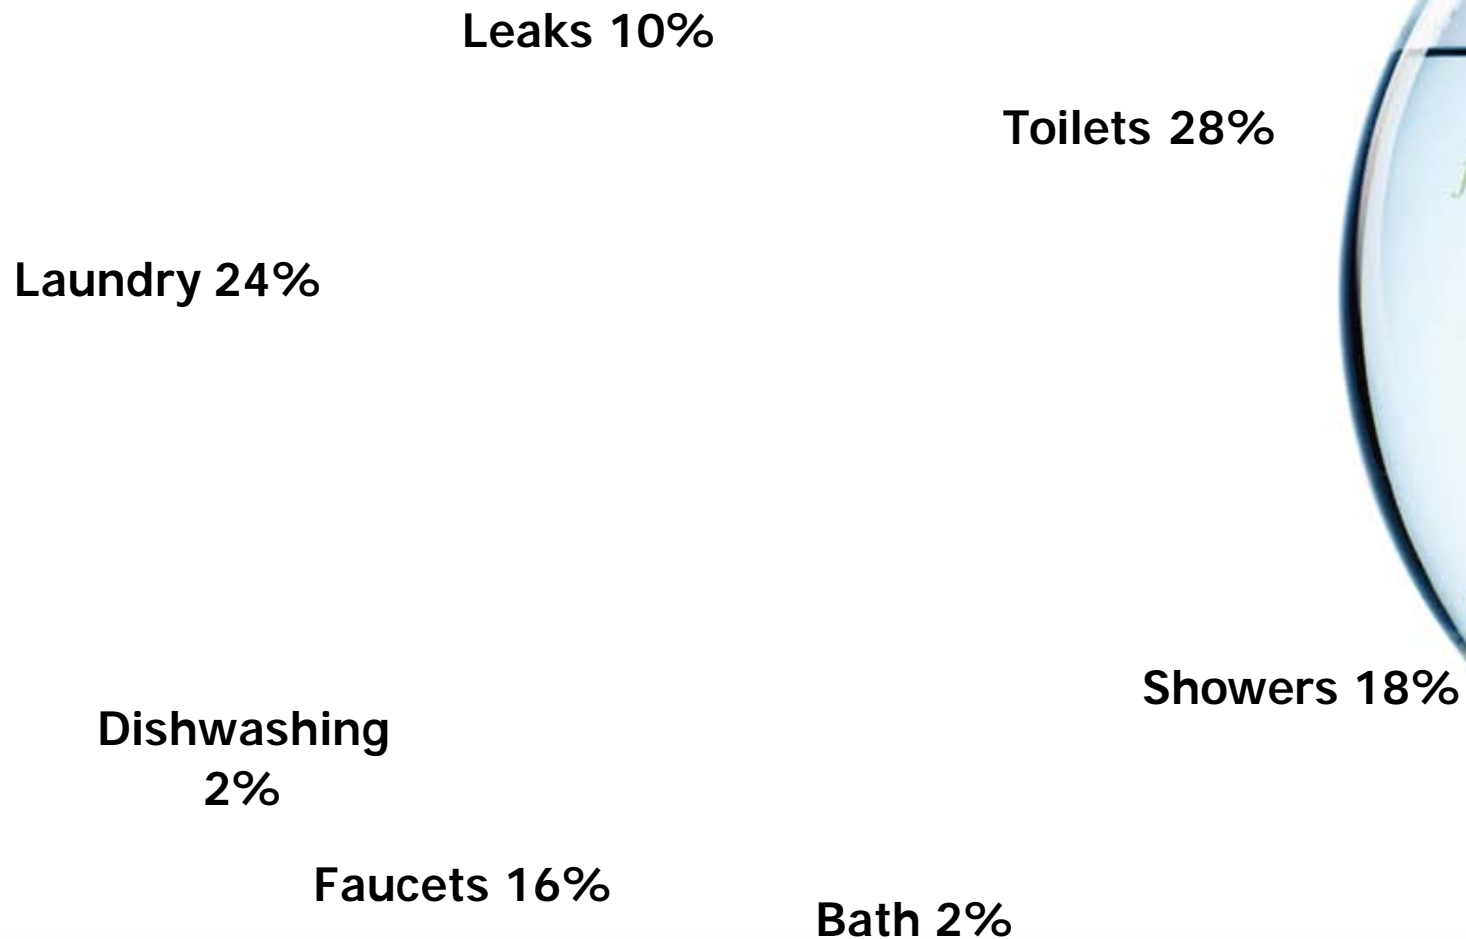 Leaks 10%
Toilets 28%
Laundry 24%
Showers 18%
Dishwashing
2%
Faucets 16%
Bath 2%